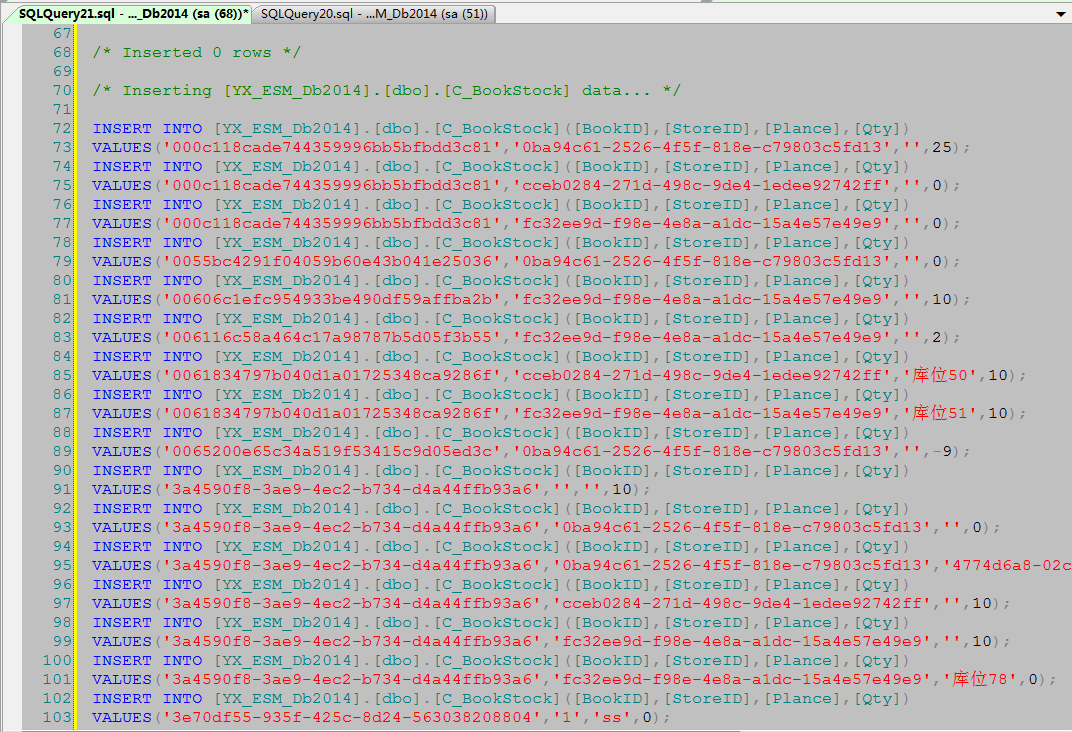 SQLQuery21.sql - ..._Db2014 (sa (68))* SQLQuery20.sql - ...M_Db2014 (sa (51))
67
68 /* Inserted 0 rows */
69
70 /* Inserting [YX_ESM_Db2014].[dbo].[C_BookStock] data... */
71
72 INSERT INTO [YX_ESM_Db2014].[dbo].[C_BookStock]([BookID],[StoreID],[Plance],[Qty])
73 VALUES('000c118cade744359996bb5bfbdd3c81','0ba94c61-2526-4f5f-818e-c79803c5fd13','',25);
74 INSERT INTO [YX_ESM_Db2014].[dbo].[C_BookStock]([BookID],[StoreID],[Plance],[Qty])
75 VALUES('000c118cade744359996bb5bfbdd3c81','cceb0284-271d-498c-9de4-1edee92742ff','',0);
76 INSERT INTO [YX_ESM_Db2014].[dbo].[C_BookStock]([BookID],[StoreID],[Plance],[Qty])
77 VALUES('000c118cade744359996bb5bfbdd3c81','fc32ee9d-f98e-4e8a-a1dc-15a4e57e49e9','',0);
78 INSERT INTO [YX_ESM_Db2014].[dbo].[C_BookStock]([BookID],[StoreID],[Plance],[Qty])
79 VALUES('0055bc4291f04059b60e43b041e25036','0ba94c61-2526-4f5f-818e-c79803c5fd13','',0);
80 INSERT INTO [YX_ESM_Db2014].[dbo].[C_BookStock]([BookID],[StoreID],[Plance],[Qty])
81 VALUES('00606c1efc954933be490df59affba2b','fc32ee9d-f98e-4e8a-a1dc-15a4e57e49e9','',10);
82 INSERT INTO [YX_ESM_Db2014].[dbo].[C_BookStock]([BookID],[StoreID],[Plance],[Qty])
83 VALUES('006116c58a464c17a98787b5d05f3b55','fc32ee9d-f98e-4e8a-a1dc-15a4e57e49e9','',2);
84 INSERT INTO [YX_ESM_Db2014].[dbo].[C_BookStock]([BookID],[StoreID],[Plance],[Qty])
85 VALUES('0061834797b040d1a01725348ca9286f','cceb0284-271d-498c-9de4-1edee92742ff','库位50',10);
86 INSERT INTO [YX_ESM_Db2014].[dbo].[C_BookStock]([BookID],[StoreID],[Plance],[Qty])
87 VALUES('0061834797b040d1a01725348ca9286f','fc32ee9d-f98e-4e8a-a1dc-15a4e57e49e9','库位51',10);
88 INSERT INTO [YX_ESM_Db2014].[dbo].[C_BookStock]([BookID],[StoreID],[Plance],[Qty])
89 VALUES('0065200e65c34a519f53415c9d05ed3c','0ba94c61-2526-4f5f-818e-c79803c5fd13','',-9);
90 INSERT INTO [YX_ESM_Db2014].[dbo].[C_BookStock]([BookID],[StoreID],[Plance],[Qty])
91 VALUES('3a4590f8-3ae9-4ec2-b734-d4a44ffb93a6','','',10);
92 INSERT INTO [YX_ESM_Db2014].[dbo].[C_BookStock]([BookID],[StoreID],[Plance],[Qty])
93 VALUES('3a4590f8-3ae9-4ec2-b734-d4a44ffb93a6','0ba94c61-2526-4f5f-818e-c79803c5fd13','',0);
94 INSERT INTO [YX_ESM_Db2014].[dbo].[C_BookStock]([BookID],[StoreID],[Plance],[Qty])
95 VALUES('3a4590f8-3ae9-4ec2-b734-d4a44ffb93a6','0ba94c61-2526-4f5f-818e-c79803c5fd13','4774d6a8-02c
96 INSERT INTO [YX_ESM_Db2014].[dbo].[C_BookStock]([BookID],[StoreID],[Plance],[Qty])
97 VALUES('3a4590f8-3ae9-4ec2-b734-d4a44ffb93a6','cceb0284-271d-498c-9de4-1edee92742ff','',10);
98 INSERT INTO [YX_ESM_Db2014].[dbo].[C_BookStock]([BookID],[StoreID],[Plance],[Qty])
99 VALUES('3a4590f8-3ae9-4ec2-b734-d4a44ffb93a6','fc32ee9d-f98e-4e8a-a1dc-15a4e57e49e9','',10);
100 INSERT INTO [YX_ESM_Db2014].[dbo].[C_BookStock]([BookID],[StoreID],[Plance],[Qty])
101 VALUES('3a4590f8-3ae9-4ec2-b734-d4a44ffb93a6','fc32ee9d-f98e-4e8a-a1dc-15a4e57e49e9','库位78',0);
102 INSERT INTO [YX_ESM_Db2014].[dbo].[C_BookStock]([BookID],[StoreID],[Plance],[Qty])
103 VALUES('3e70df55-935f-425c-8d24-563038208804','1','ss',0);